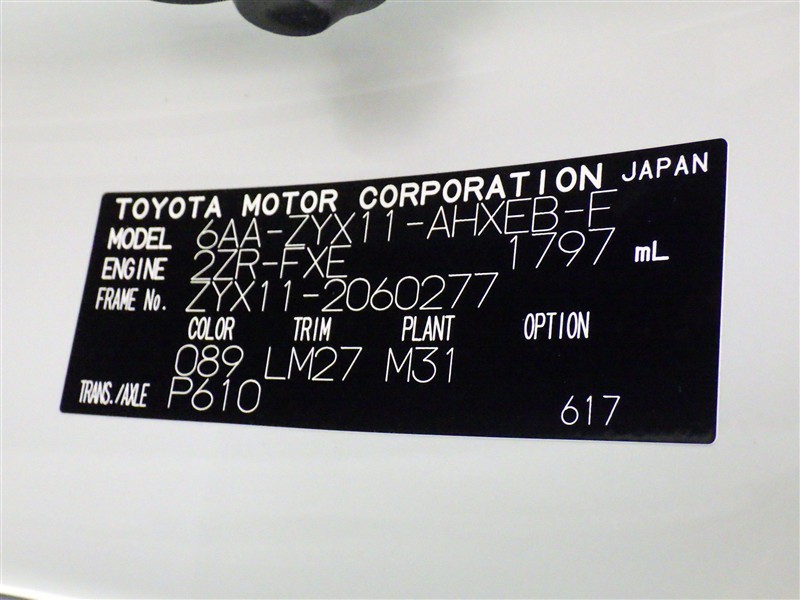 TOYOTA MOTOR CORPORATION JAPAN
MODEL 6AA-ZYX11-AHXEB-E
ENGINE 2ZR-FXE 1797 mL
FRAME No. ZYX11-2060277
COLOR TRIM PLANT OPTION
089 LM27 M31
TRANS./AXLE P610 617